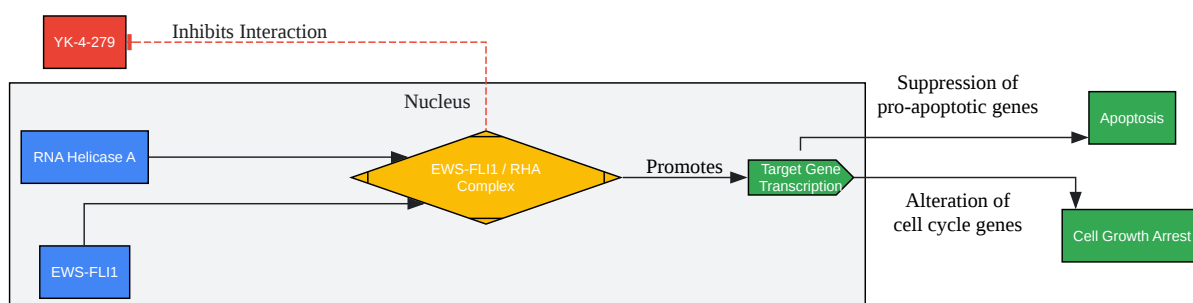 YK-4-279
Inhibits Interaction
Nucleus
Suppression of
pro-apoptotic genes
Apoptosis
RNA Helicase A
EWS-FLI1 / RHA
Complex
Promotes
Target Gene
Transcription
Alteration of
cell cycle genes
Cell Growth Arrest
EWS-FLI1